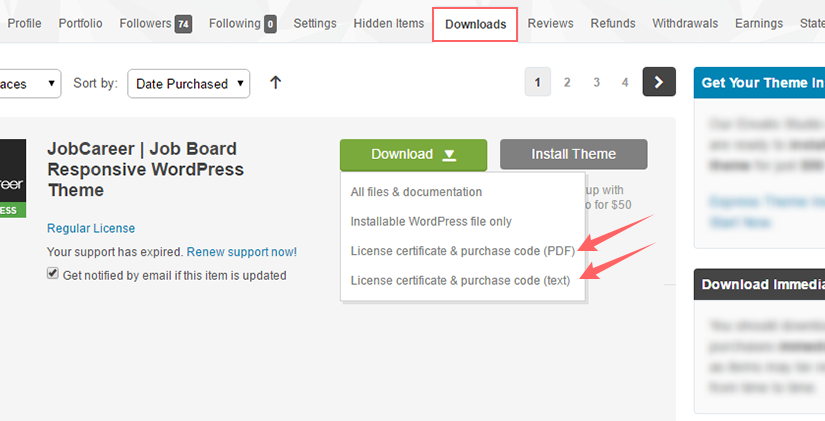 Profile Portfolio Followers 74 Following 0 Settings Hidden Items Downloads Reviews Refunds Withdrawals Earnings State
aces Sort by: Date Purchased 1 2 3 4
Get Your Theme In
JobCareer | Job Board
Responsive WordPress
Theme
Regular License
Your support has expired. Renew support now!
Get notified by email if this item is updated
Download Install Theme
All files & documentation
Installable WordPress file only
License certificate & purchase code (PDF)
License certificate & purchase code (text)
up with
o for $50
reer
ESS
Download Immedia